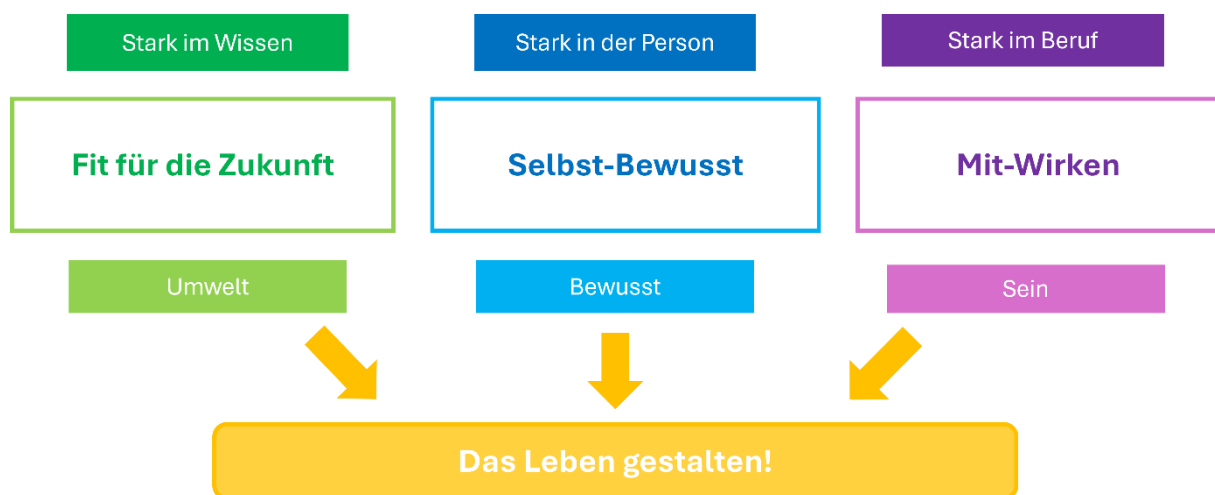 Stark im Wissen
Stark in der Person
Stark im Beruf
Fit für die Zukunft
Selbst-Bewusst
Mit-Wirken
Umwelt
Bewusst
Sein
Das Leben gestalten!